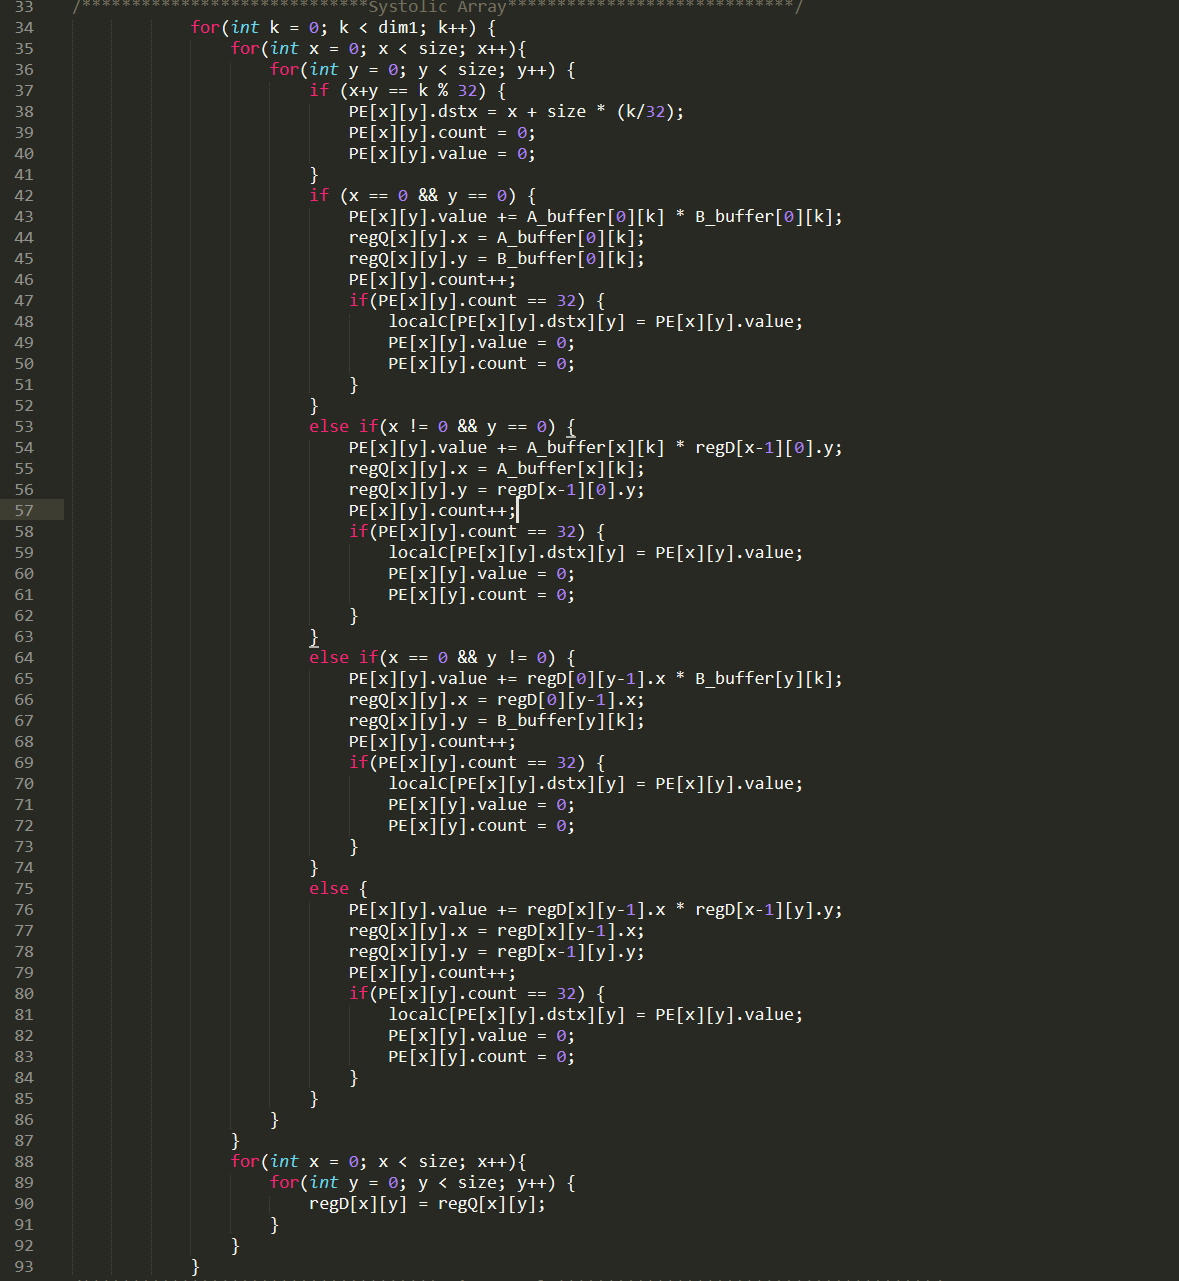 33 /*****************************Systolic Array*****************************/
34 for(int k = 0; k < dim1; k++) {
35 for(int x = 0; x < size; x++){
36 for(int y = 0; y < size; y++) {
37 if (x+y == k % 32) {
38 PE[x][y].dstx = x + size * (k/32);
39 PE[x][y].count = 0;
40 PE[x][y].value = 0;
41 }
42 if (x == 0 && y == 0) {
43 PE[x][y].value += A_buffer[0][k] * B_buffer[0][k];
44 regQ[x][y].x = A_buffer[0][k];
45 regQ[x][y].y = B_buffer[0][k];
46 PE[x][y].count++;
47 if(PE[x][y].count == 32) {
48 localC[PE[x][y].dstx][y] = PE[x][y].value;
49 PE[x][y].value = 0;
50 PE[x][y].count = 0;
51 }
52 }
53 else if(x != 0 && y == 0) {
54 PE[x][y].value += A_buffer[x][k] * regD[x-1][0].y;
55 regQ[x][y].x = A_buffer[x][k];
56 regQ[x][y].y = regD[x-1][0].y;
57 PE[x][y].count++;
58 if(PE[x][y].count == 32) {
59 localC[PE[x][y].dstx][y] = PE[x][y].value;
60 PE[x][y].value = 0;
61 PE[x][y].count = 0;
62 }
63 }
64 else if(x == 0 && y != 0) {
65 PE[x][y].value += regD[0][y-1].x * B_buffer[y][k];
66 regQ[x][y].x = regD[0][y-1].x;
67 regQ[x][y].y = B_buffer[y][k];
68 PE[x][y].count++;
69 if(PE[x][y].count == 32) {
70 localC[PE[x][y].dstx][y] = PE[x][y].value;
71 PE[x][y].value = 0;
72 PE[x][y].count = 0;
73 }
74 }
75 else {
76 PE[x][y].value += regD[x][y-1].x * regD[x-1][y].y;
77 regQ[x][y].x = regD[x][y-1].x;
78 regQ[x][y].y = regD[x-1][y].y;
79 PE[x][y].count++;
80 if(PE[x][y].count == 32) {
81 localC[PE[x][y].dstx][y] = PE[x][y].value;
82 PE[x][y].value = 0;
83 PE[x][y].count = 0;
84 }
85 }
86 }
87 }
88 for(int x = 0; x < size; x++){
89 for(int y = 0; y < size; y++) {
90 regD[x][y] = regQ[x][y];
91 }
92 }
93 }